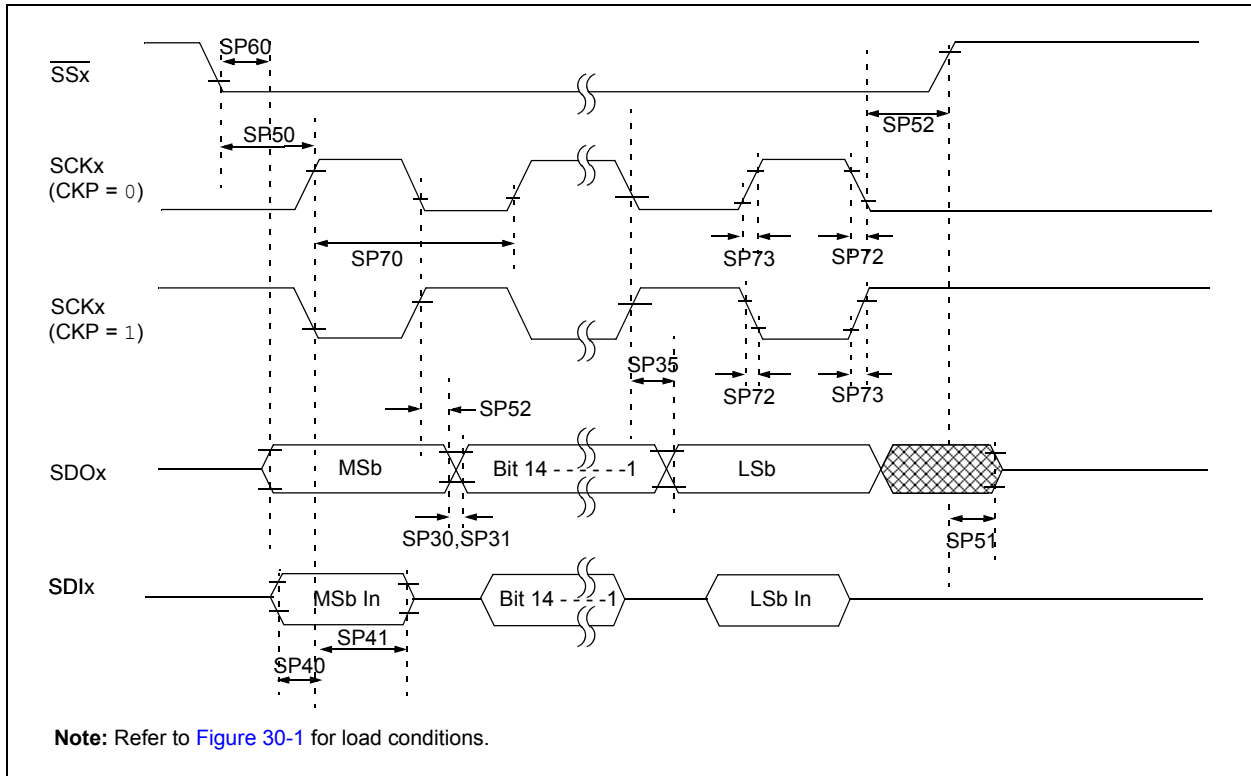 SP60
SSx
SP50
SP52
SCKx
(CKP = 0)
SP70
SP73
SP72
SCKx
(CKP = 1)
SP35
SP72
SP73
SP52
SDOx
MSb
Bit 14 - - - - - -1
LSb
SP30,SP31
SP51
SDIx
MSb In
Bit 14 - - - -1
LSb In
SP41
SP40
Note: Refer to Figure 30-1 for load conditions.